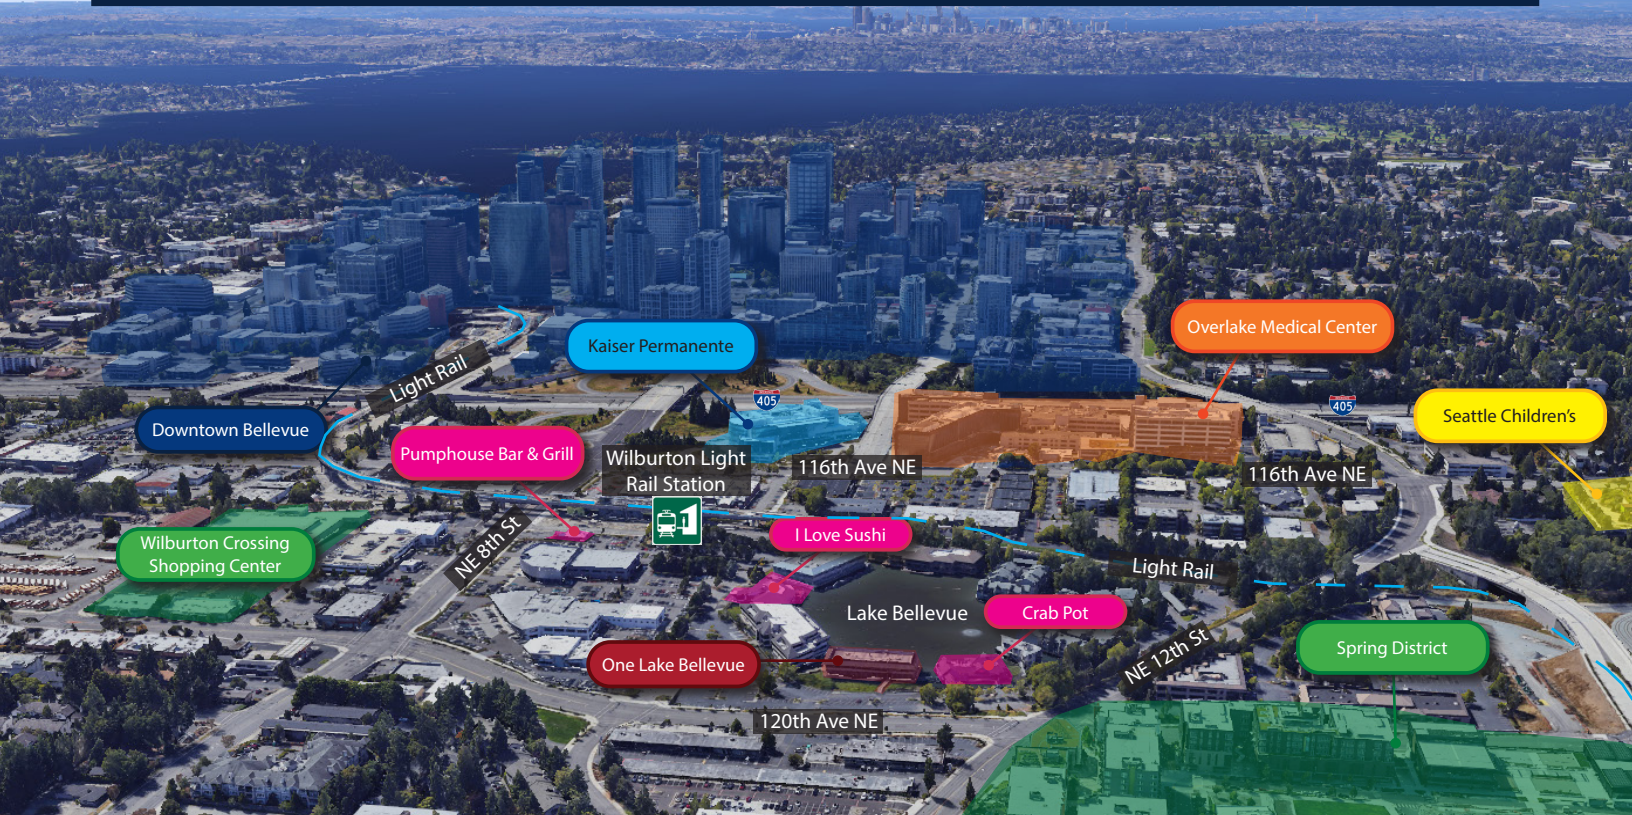 Overlake Medical Center
Kaiser Permanente
Light Rail
405
405
Seattle Children's
Downtown Bellevue
Pumphouse Bar & Grill
Wilburton Light
Rail Station
116th Ave NE
116th Ave NE
I Love Sushi
NE 8th St
Wilburton Crossing
Shopping Center
Light Rail
Lake Bellevue
Crab Pot
NE 12th St
Spring District
One Lake Bellevue
120th Ave NE